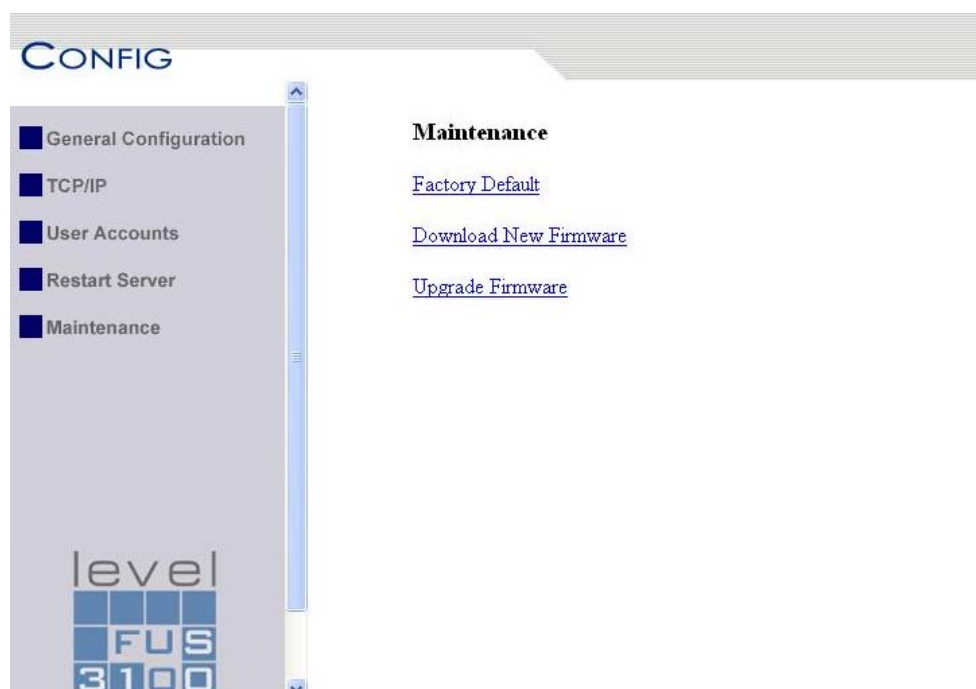 CONFIG
General Configuration
TCP/IP
User Accounts
Restart Server
Maintenance
level
FUS
3100
Maintenance
Factory Default
Download New Firmware
Upgrade Firmware